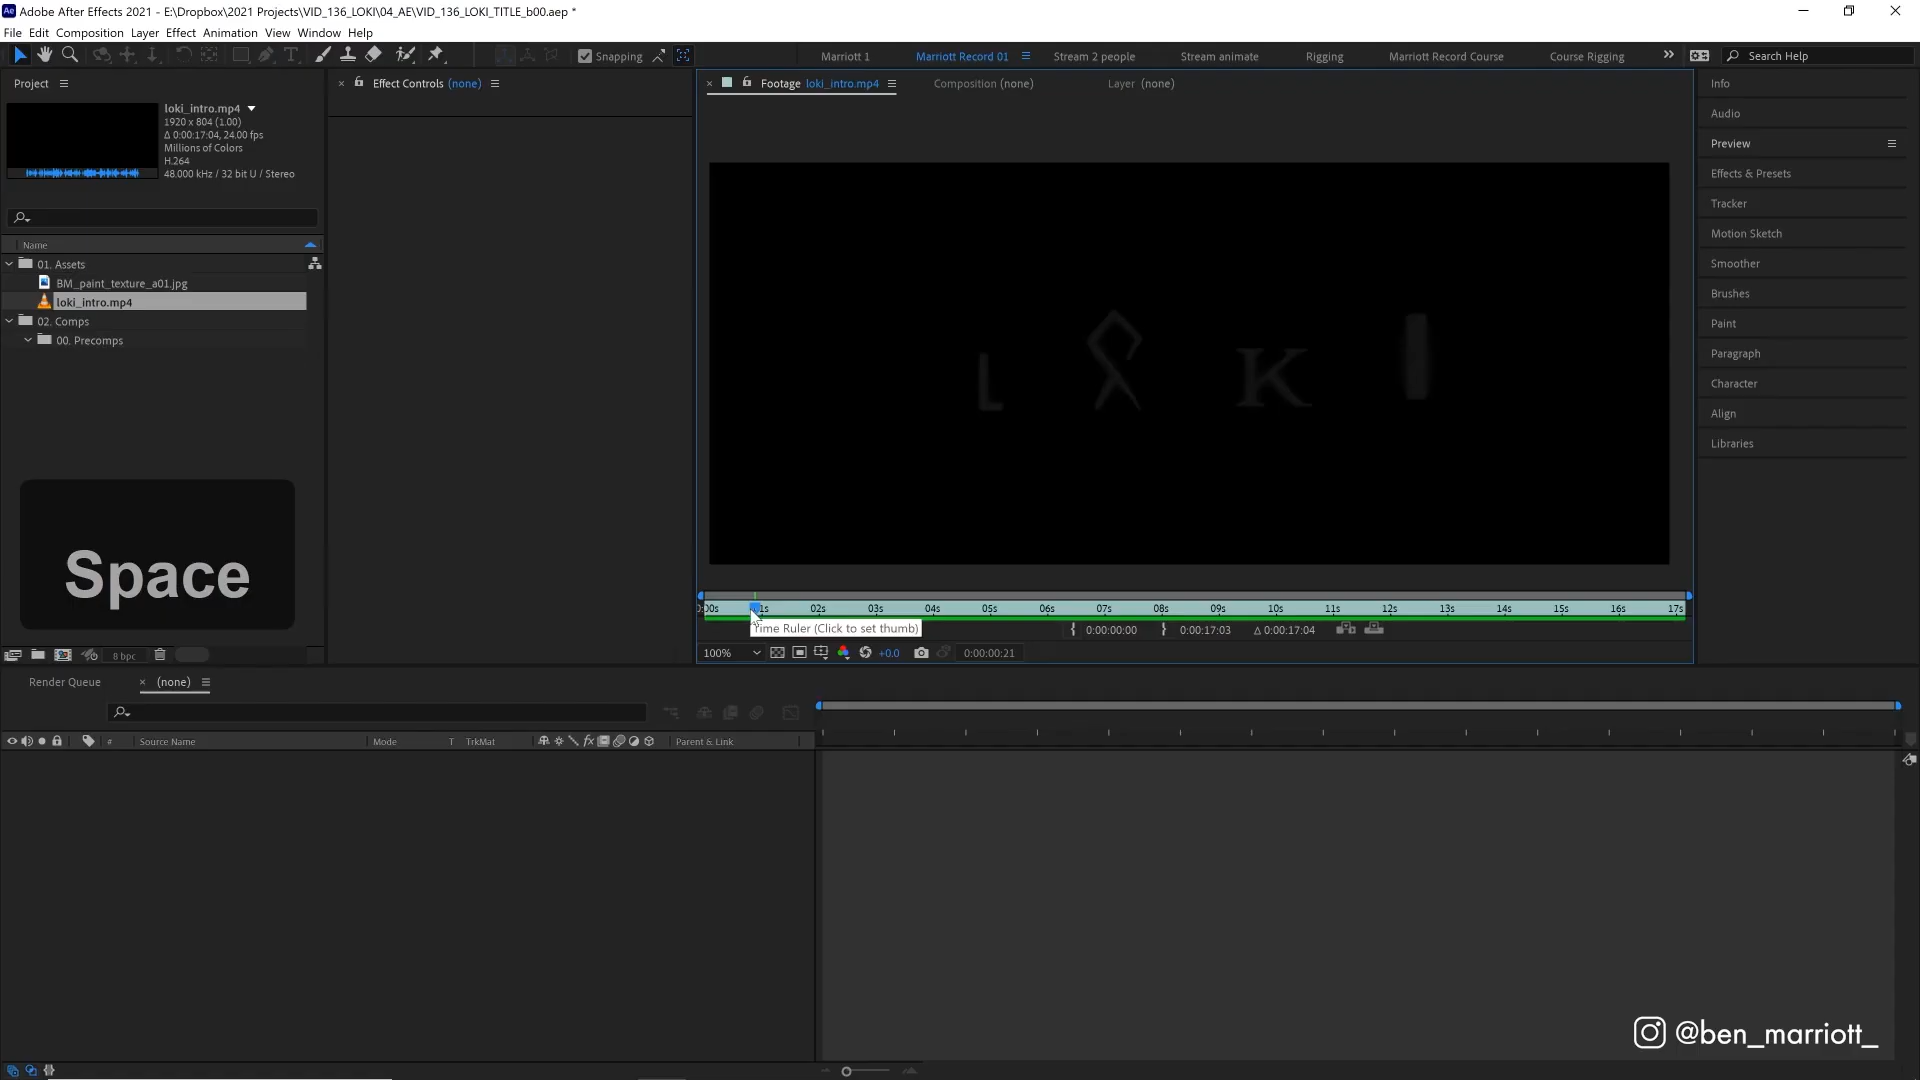 Adobe After Effects 2021 - E:\Dropbox\2021 Projects\VID_136_LOKI\04_AE\VID_136_LOKI_TITLE_b00.aep *
File Edit Composition Layer Effect Animation View Window Help
Snapping
Marriott 1
Marriott Record 01
Stream 2 people
Stream animate
Rigging
Marriott Record Course
Course Rigging
Search Help
Project
loki_intro.mp4
1920 x 804 (1.00)
Δ 0:00:17:04, 24.00 fps
Millions of Colors
H.264
48.000 kHz / 32 bit U / Stereo
Name
01. Assets
BM_paint_texture_a01.jpg
loki_intro.mp4
02. Comps
00. Precomps
Space
8 bpc
Effect Controls (none)
Footage loki_intro.mp4
Composition (none)
Layer (none)
L O K I
00s 01s 02s 03s 04s 05s 06s 07s 08s 09s 10s 11s 12s 13s 14s 15s 16s 17s
Time Ruler (Click to set thumb)
0:00:00:00
0:00:17:03
Δ 0:00:17:04
100%
+0.0
0:00:00:21
Info
Audio
Preview
Effects & Presets
Tracker
Motion Sketch
Smoother
Brushes
Paint
Paragraph
Character
Align
Libraries
Render Queue
(none)
# Source Name Mode T TrkMat Parent & Link
@ben_marriott_